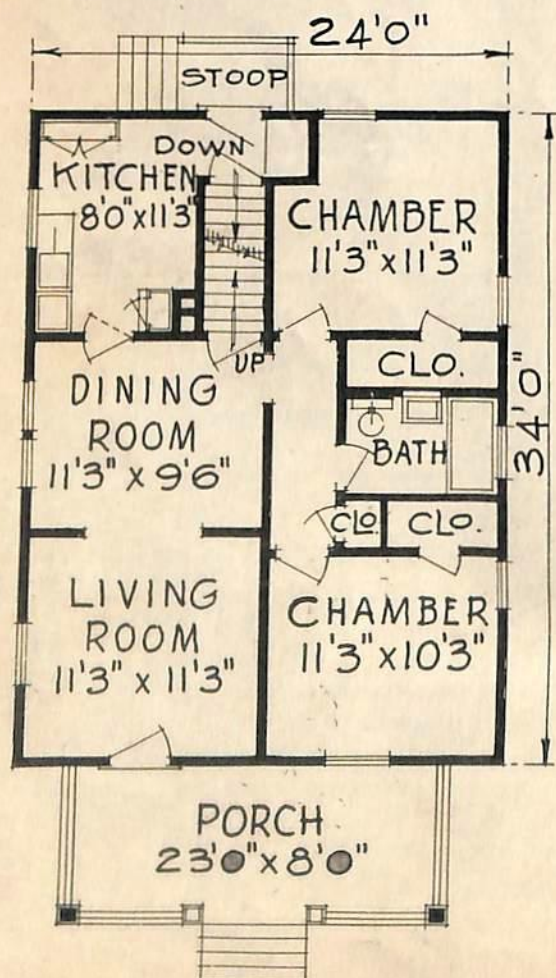 24'0"
STOOP
DOWN
KITCHEN
8'0"x11'3"
CHAMBER
11'3"x11'3"
UP
CLO.
DINING
ROOM
11'3" x 9'6"
BATH
34'0"
CLO.
CLO.
LIVING
ROOM
11'3" x 11'3"
CHAMBER
11'3"x10'3"
PORCH
23'0"x8'0"